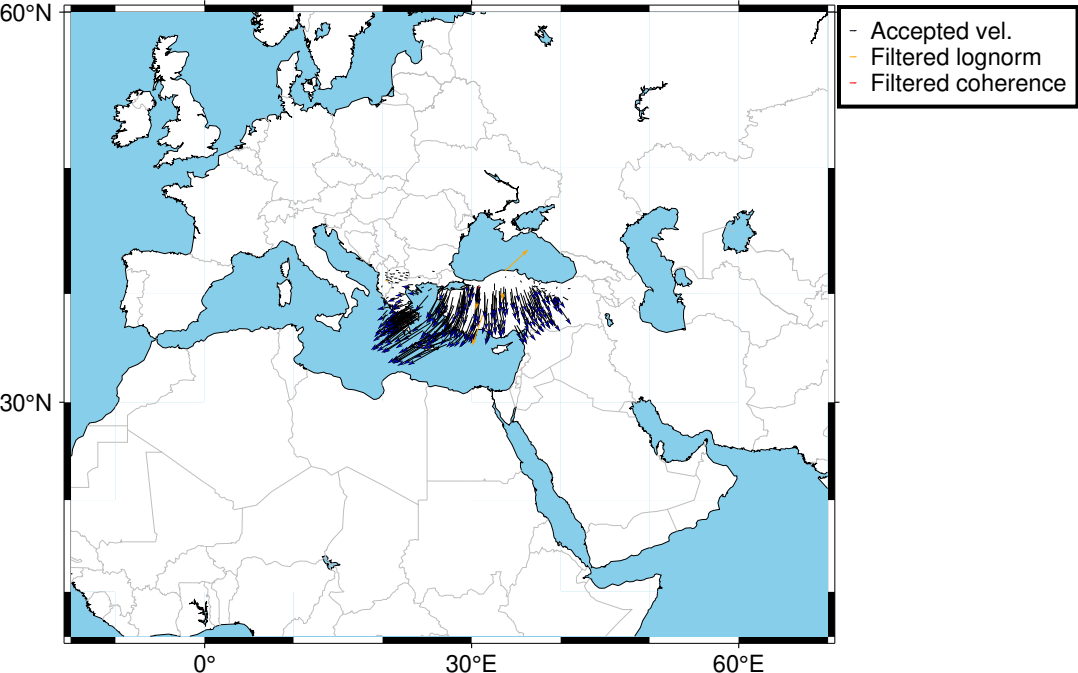 60°N
Accepted vel.
Filtered lognorm
Filtered coherence
30°N
0°
30°E
60°E